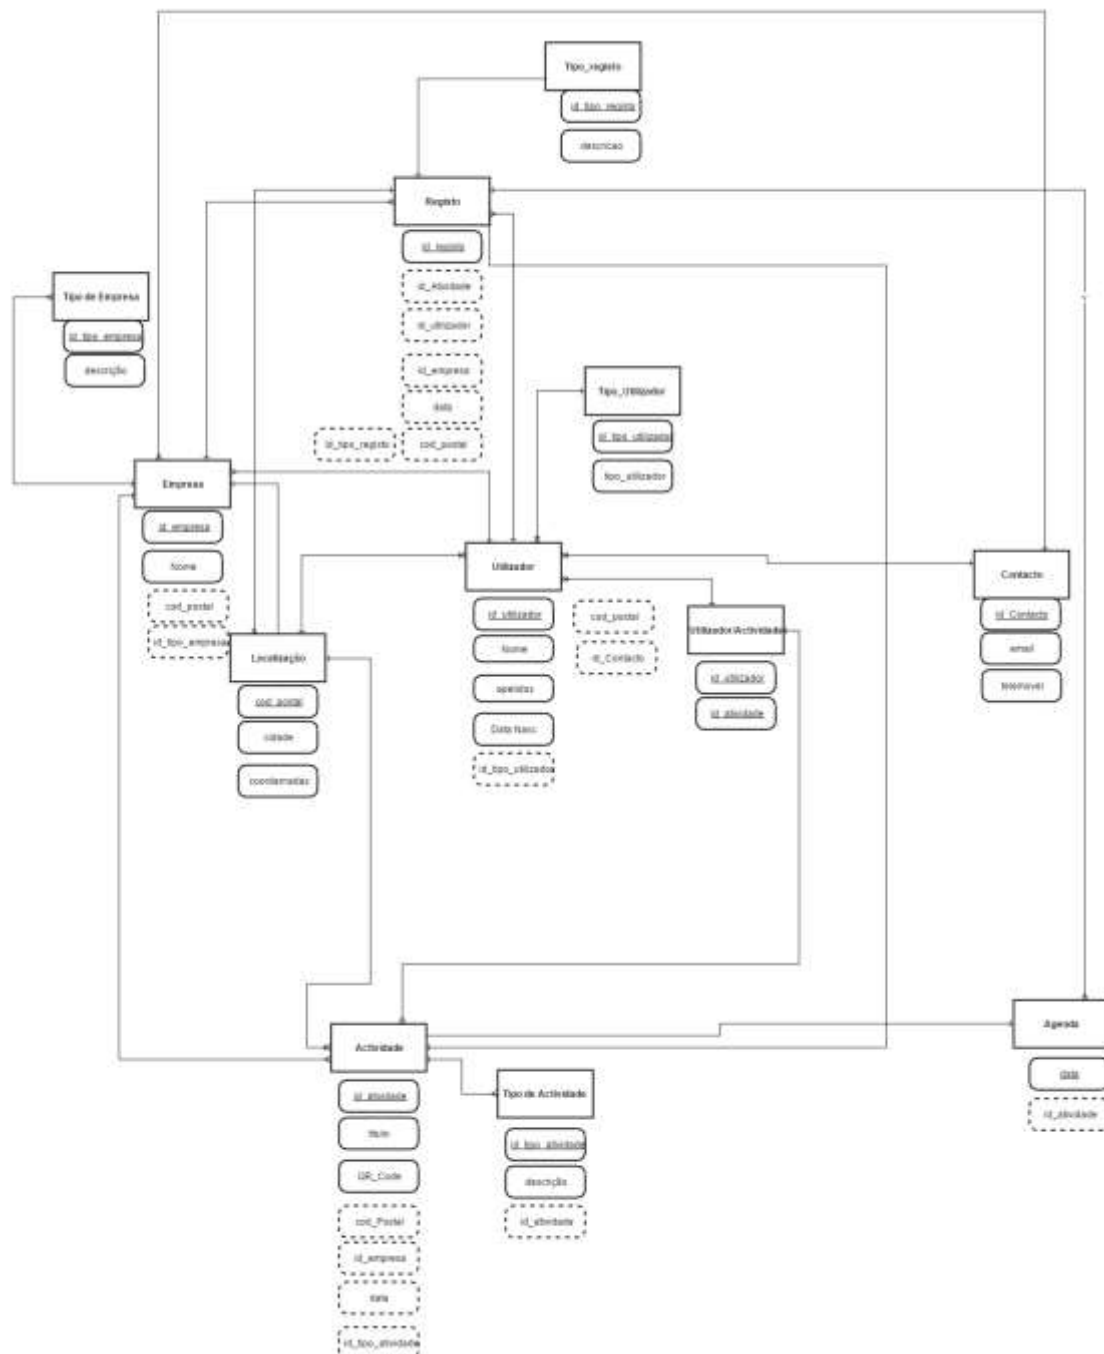 Tipo_registo
id_tipo_registo
descricao
Registo
id_registo
id_Atividade
id_utilizador
id_empresa
data
id_tipo_registo
cod_postal
Tipo de Empresa
id_tipo_empresa
descrição
Tipo_Utilizador
id_tipo_utilizador
tipo_utilizador
Empresa
id_empresa
Nome
cod_postal
id_tipo_empresa
Localização
cod_postal
cidade
Utilizador
id_utilizador
Nome
Data Nasc
id_tipo_utilizador
cod_postal
id_Contacto
Utilizador/Actividade
id_utilizador
id_atividade
Contacto
id_Contacto
email
telemovel
Actividade
id_atividade
titulo
QR_Code
cod_Postal
id_empresa
data
id_tipo_atividade
Tipo de Actividade
id_tipo_atividade
descrição
id_atividade
Agenda
data
id_atividade